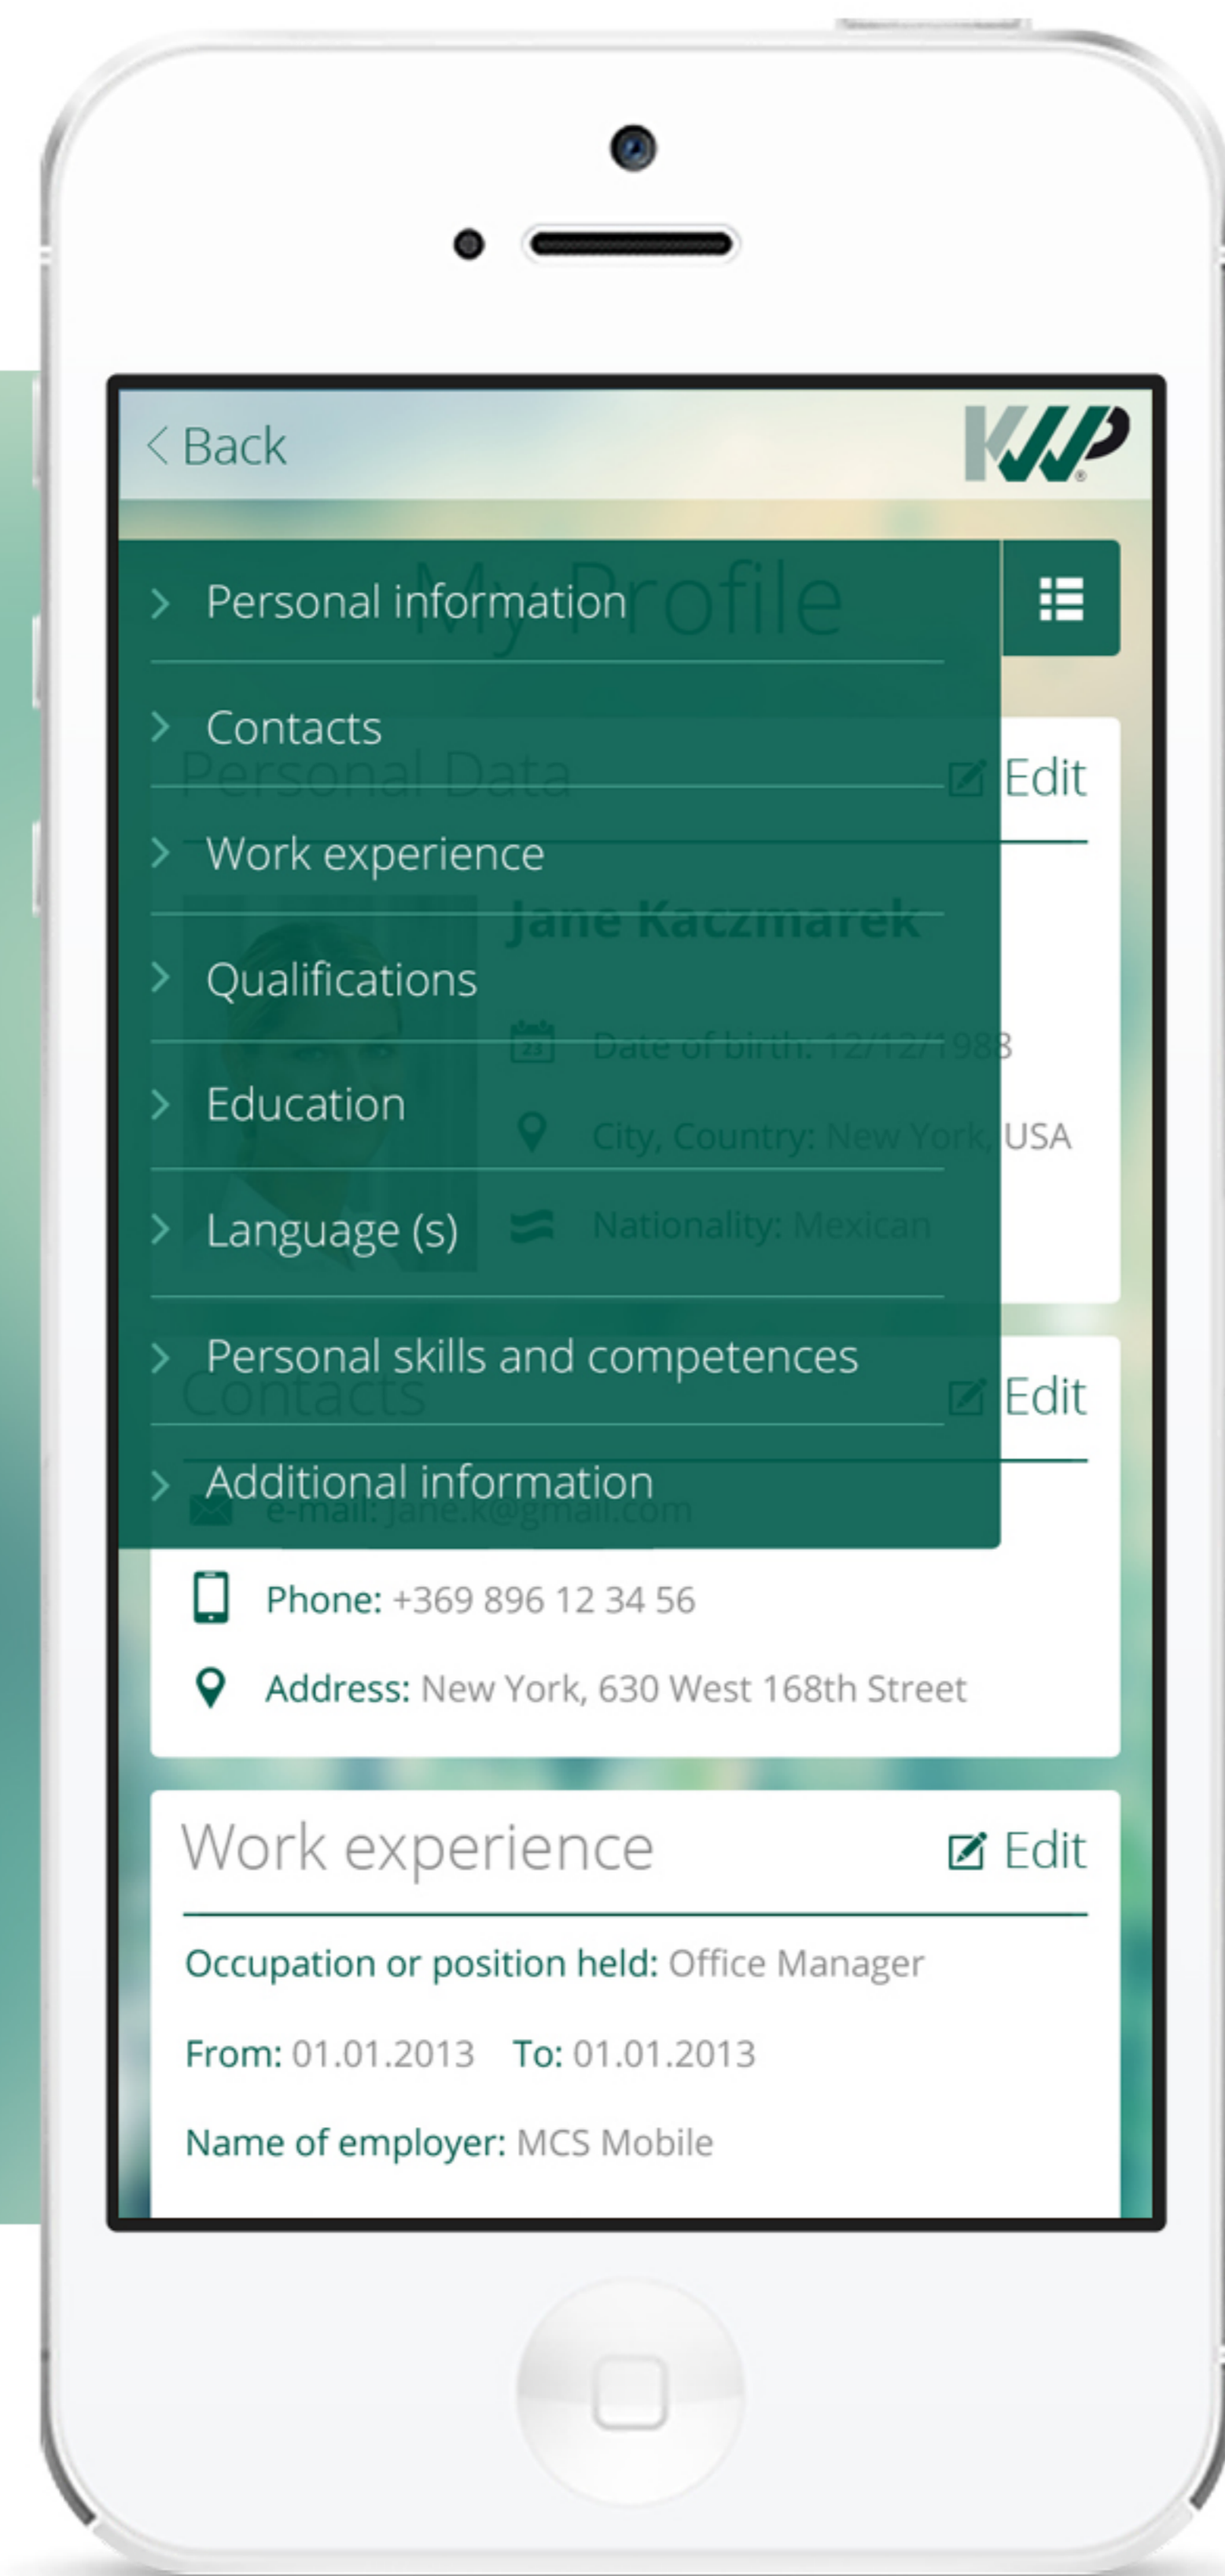 Back
KWP
®
My Profile
Personal information
Contacts
Personal Data
Edit
Work experience
Jane Kaczmarek
Qualifications
23
Date of birth: 12/12/1988
Education
City, Country: New York, USA
Language (s)
Nationality: Mexican
Personal skills and competences
Contacts
Edit
Additional information
e-mail: Jane.k@gmail.com
Phone: +369 896 12 34 56
Address: New York, 630 West 168th Street
Work experience
Edit
Occupation or position held: Office Manager
From: 01.01.2013 To: 01.01.2013
Name of employer: MCS Mobile